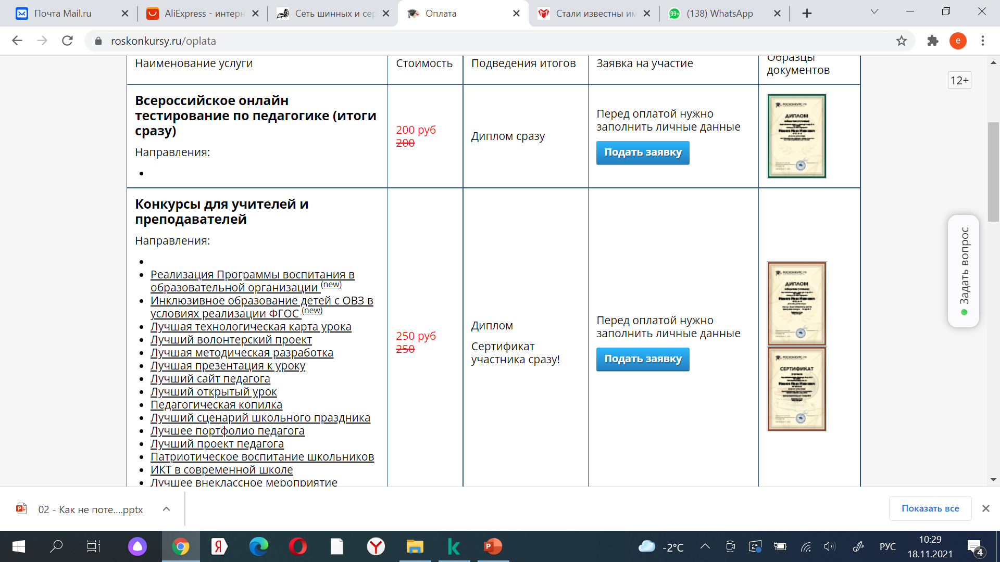 Почта Mail.ru
AliExpress - интерн
Сеть шинных и сер
Оплата
Стали известны им
(138) WhatsApp
roskonkursy.ru/oplata
e
Наименование услуги
Стоимость
Подведения итогов
Заявка на участие
Образцы
документов
12+
Всероссийское онлайн
тестирование по педагогике (итоги
сразу)
Направления:
200 руб
200
Диплом сразу
Перед оплатой нужно
заполнить личные данные
Подать заявку
РОСКОНКУРС.РФ
ДИПЛОМ
Конкурсы для учителей и
преподавателей
Направления:
Реализация Программы воспитания в
образовательной организации (new)
Инклюзивное образование детей с ОВЗ в
условиях реализации ФГОС (new)
Лучшая технологическая карта урока
Лучший волонтерский проект
Лучшая методическая разработка
Лучшая презентация к уроку
Лучший сайт педагога
Лучший открытый урок
Педагогическая копилка
Лучший сценарий школьного праздника
Лучшее портфолио педагога
Лучший проект педагога
Патриотическое воспитание школьников
ИКТ в современной школе
Лучшее внеклассное мероприятие
250 руб
250
Диплом
Сертификат
участника сразу!
Перед оплатой нужно
заполнить личные данные
Подать заявку
РОСКОНКУРС.РФ
ДИПЛОМ
РОСКОНКУРС.РФ
СЕРТИФИКАТ
Задать вопрос
02 - Как не поте....pptx
Показать все
-2°C
РУС
10:29
18.11.2021
4